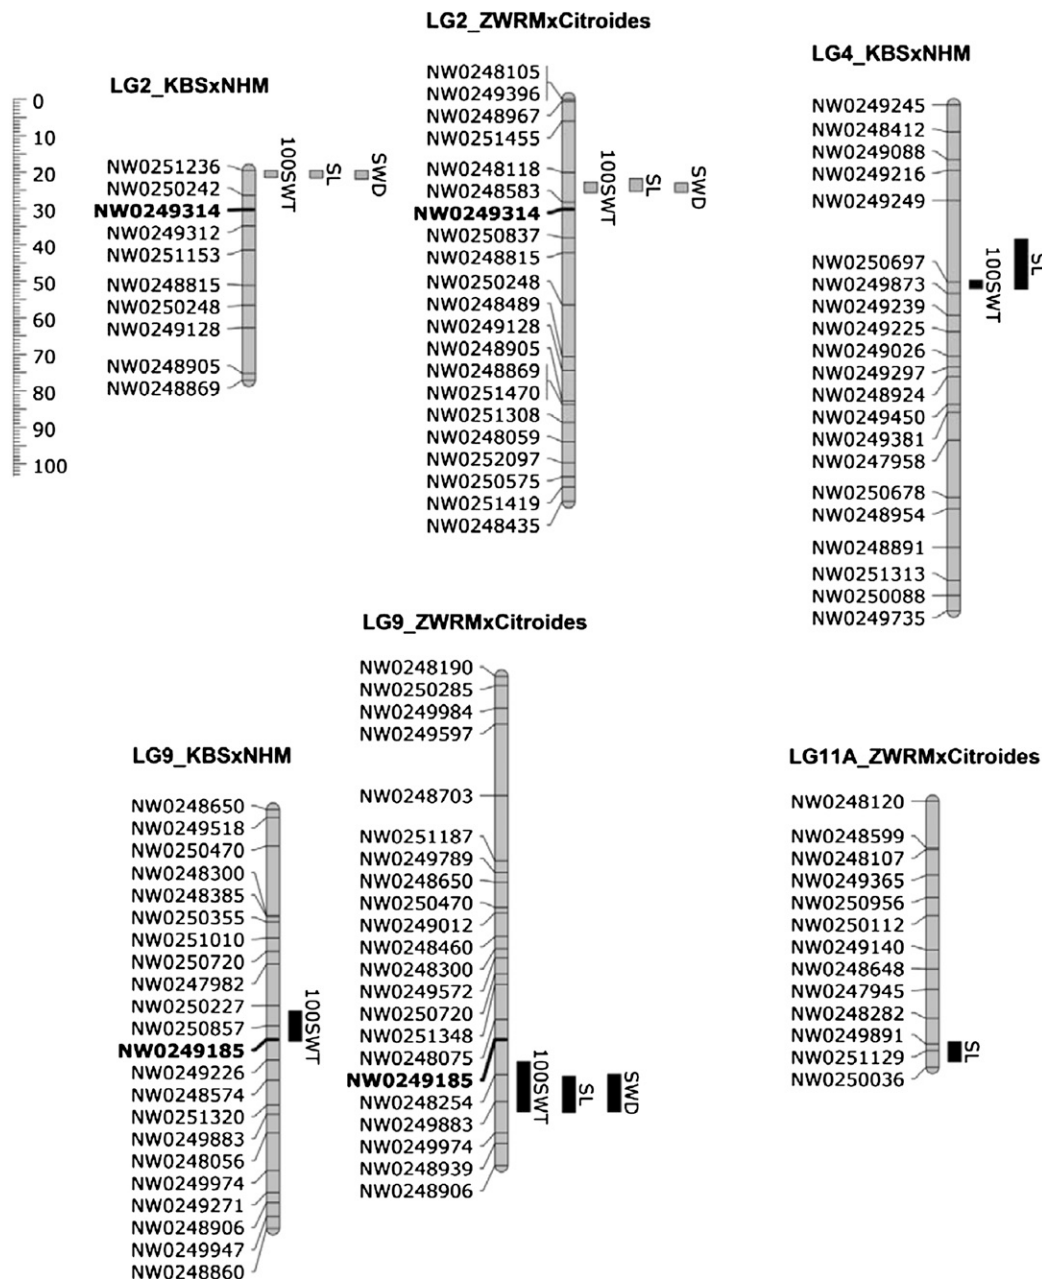 LG2_KBSxNHM
0
10
20
30
40
50
60
70
80
90
100
NW0251236
NW0250242
NW0249314
NW0249312
NW0251153
NW0248815
NW0250248
NW0249128
NW0248905
NW0248869
100SWT
SL
SWD
LG2_ZWRMxCitroides
NW0248105
NW0249396
NW0248967
NW0251455
NW0248118
NW0248583
NW0249314
NW0250837
NW0248815
NW0250248
NW0248489
NW0249128
NW0248905
NW0248869
NW0251470
NW0251308
NW0248059
NW0252097
NW0250575
NW0251419
NW0248435
100SWT
SL
SWD
LG4_KBSxNHM
NW0249245
NW0248412
NW0249088
NW0249216
NW0249249
NW0250697
NW0249873
NW0249239
NW0249225
NW0249026
NW0249297
NW0248924
NW0249450
NW0249381
NW0247958
NW0250678
NW0248954
NW0248891
NW0251313
NW0250088
NW0249735
100SWT
SL
LG9_KBSxNHM
NW0248650
NW0249518
NW0250470
NW0248300
NW0248385
NW0250355
NW0251010
NW0250720
NW0247982
NW0250227
NW0250857
NW0249185
NW0249226
NW0248574
NW0251320
NW0249883
NW0248056
NW0249974
NW0249271
NW0248906
NW0249947
NW0248860
100SWT
LG9_ZWRMxCitroides
NW0248190
NW0250285
NW0249984
NW0249597
NW0248703
NW0251187
NW0249789
NW0248650
NW0250470
NW0249012
NW0248460
NW0248300
NW0249572
NW0250720
NW0251348
NW0248075
NW0249185
NW0248254
NW0249883
NW0249974
NW0248939
NW0248906
100SWT
SL
SWD
LG11A_ZWRMxCitroides
NW0248120
NW0248599
NW0248107
NW0249365
NW0250956
NW0250112
NW0249140
NW0248648
NW0247945
NW0248282
NW0249891
NW0251129
NW0250036
SL